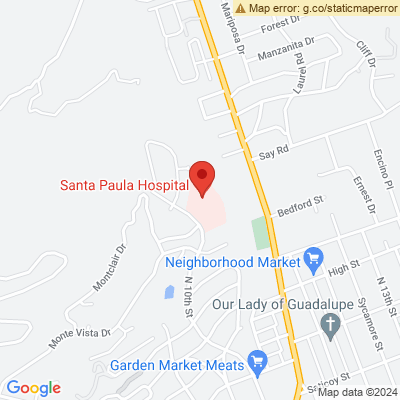 Map error: g.co/staticmaperror
Forest Dr
Mariposa Dr
Manzanita Dr
Cliff Dr
Laurel Rd
Say Rd
Encino Pl
Santa Paula Hospital
Ernest Dr
Bedford St
Montclair Dr
Neighborhood Market
High St
N 13th St
N 10th St
Our Lady of Guadalupe
Sycamore St
Monte Vista Dr
Garden Market Meats
Saticoy St
Google
Map data ©2024